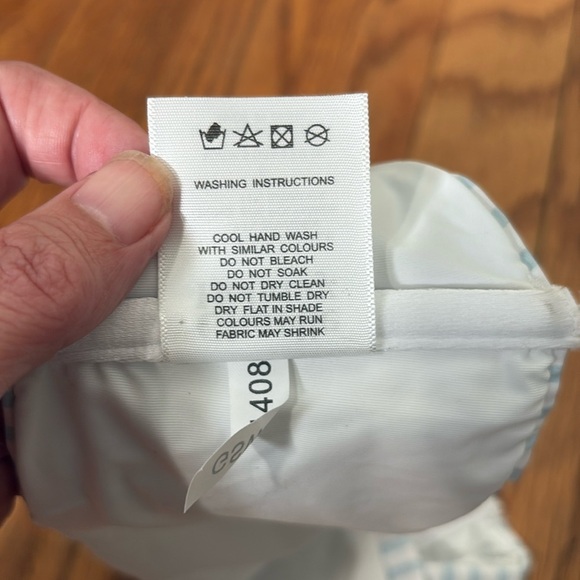 WASHING INSTRUCTIONS
COOL HAND WASH
WITH SIMILAR COLOURS
DO NOT BLEACH
DO NOT SOAK
DO NOT DRY CLEAN
DO NOT TUMBLE DRY
DRY FLAT IN SHADE
COLOURS MAY RUN
FABRIC MAY SHRINK
408